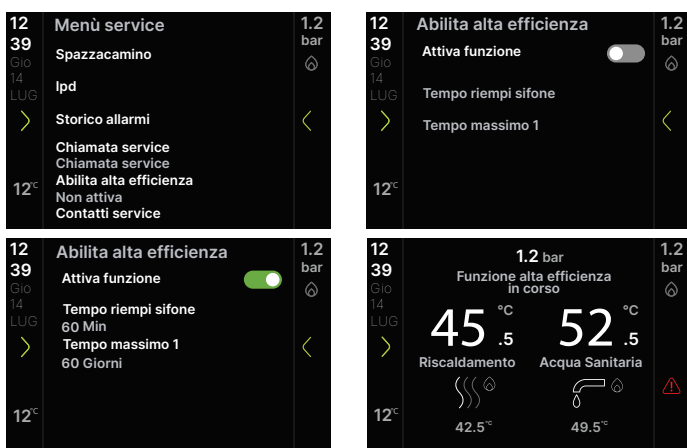 12
39
Gio
14
LUG
12°C
Menù service
Spazzacamino
Ipd
Storico allarmi
Chiamata service
Chiamata service
Abilita alta efficienza
Non attiva
Contatti service
1.2
bar
12
39
Gio
14
LUG
12°C
Abilita alta efficienza
Attiva funzione
Tempo riempi sifone
Tempo massimo 1
1.2
bar
12
39
Gio
14
LUG
12°C
Abilita alta efficienza
Attiva funzione
Tempo riempi sifone
60 Min
Tempo massimo 1
60 Giorni
1.2
bar
12
39
Gio
14
LUG
12°C
1.2 bar
Funzione alta efficienza
in corso
45.5 °C
52.5 °C
Riscaldamento
Acqua Sanitaria
42.5°C
49.5°C
1.2
bar